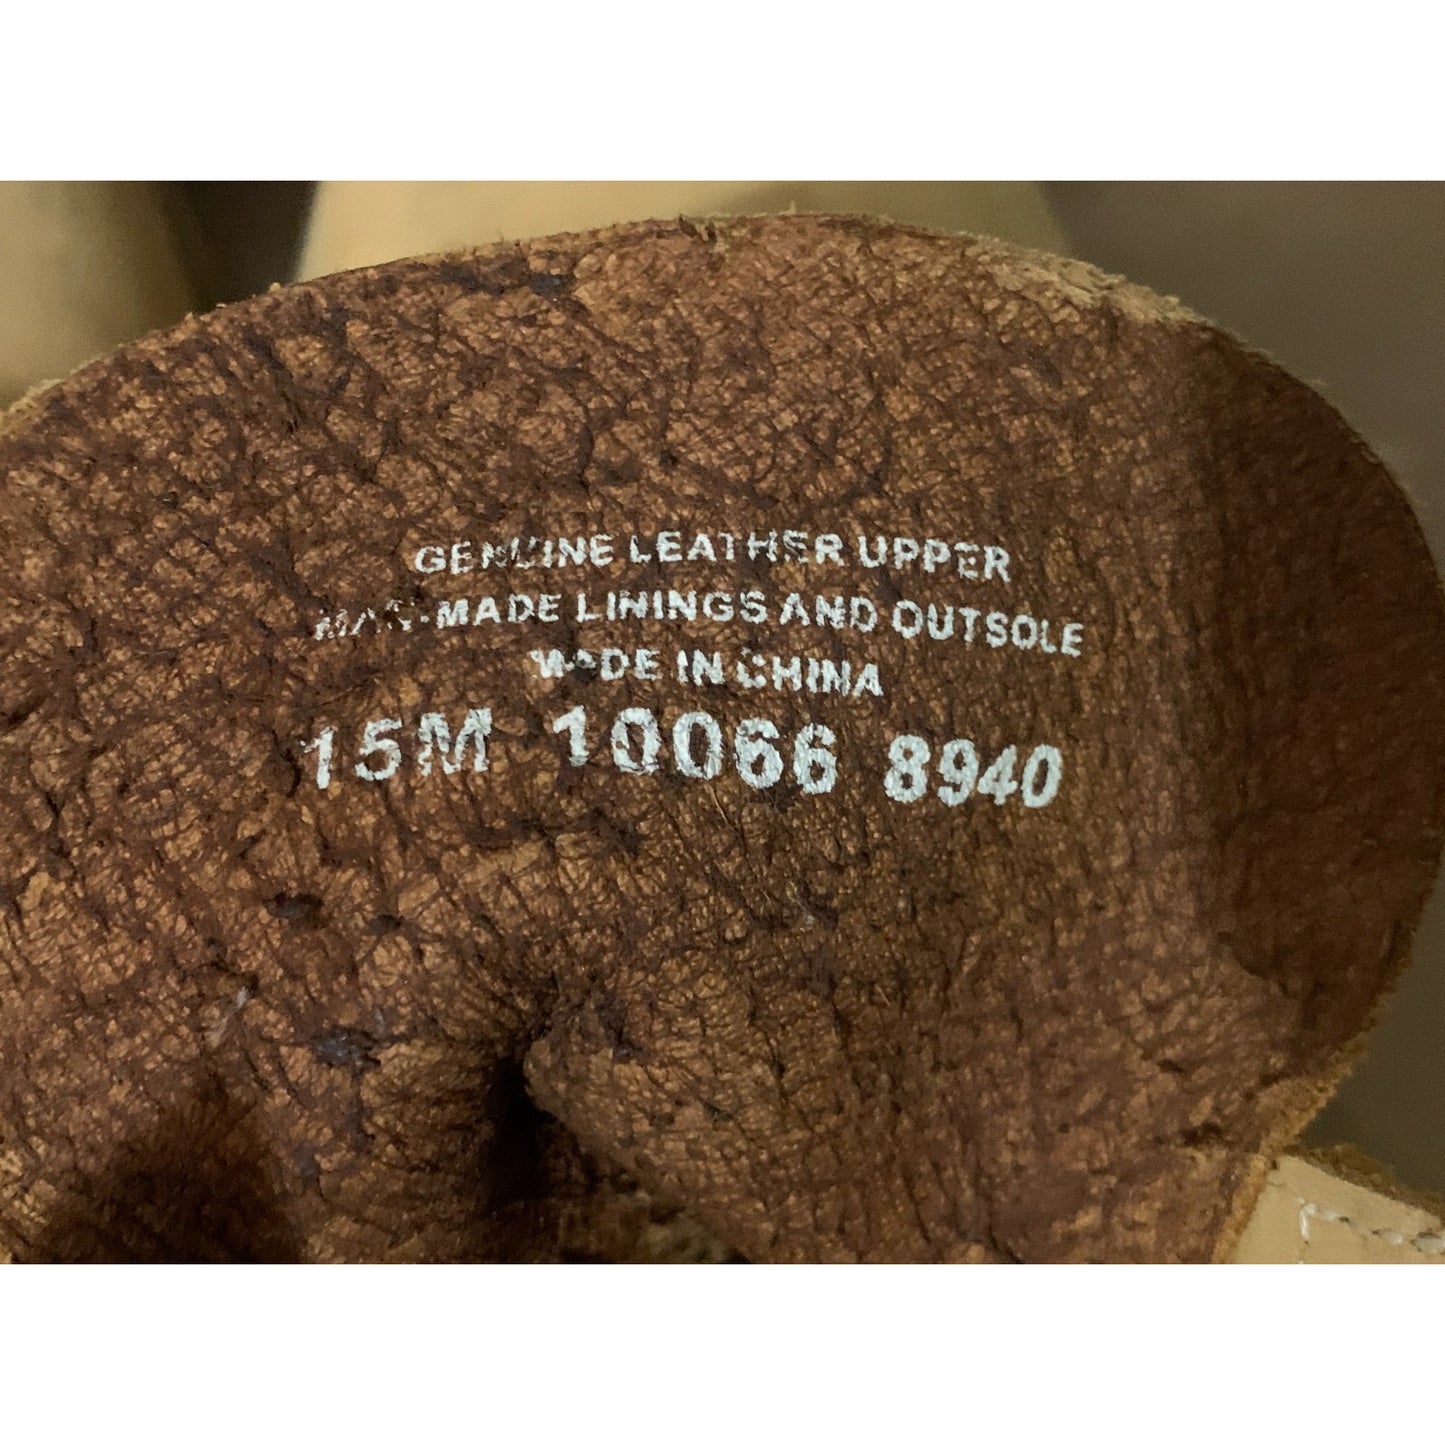 GENUINE LEATHER UPPER
MAN-MADE LININGS AND OUTSOLE
MADE IN CHINA
15M 10066 8940